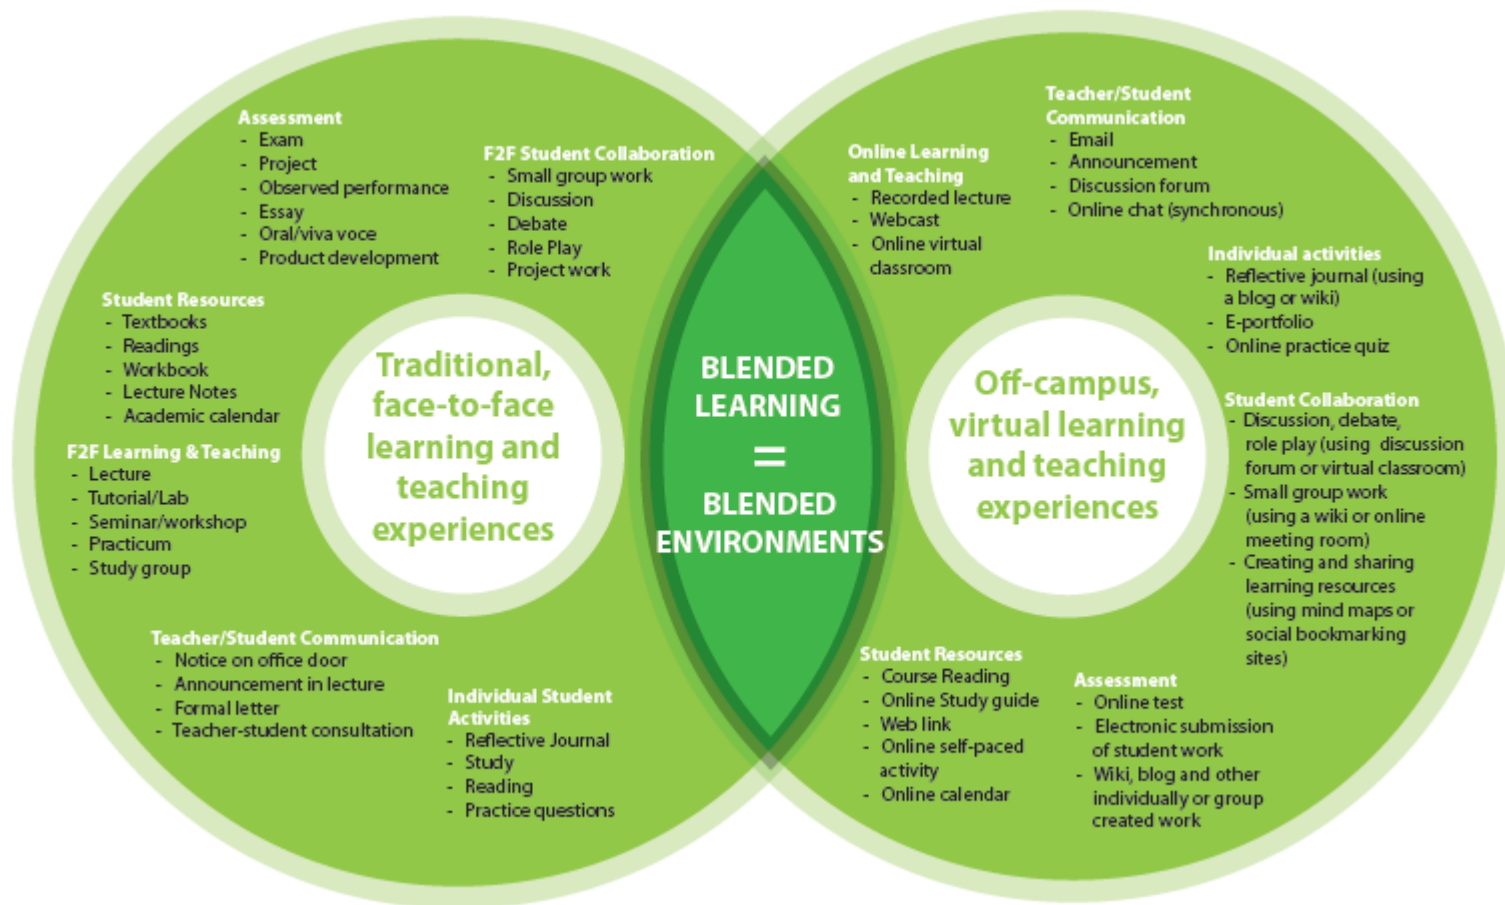 Assessment
- Exam
- Project
- Observed performance
- Essay
- Oral/viva voce
- Product development
F2F Student Collaboration
- Small group work
- Discussion
- Debate
- Role Play
- Project work
Student Resources
- Textbooks
- Readings
- Workbook
- Lecture Notes
- Academic calendar
F2F Learning & Teaching
- Lecture
- Tutorial/Lab
- Seminar/workshop
- Practicum
- Study group
Traditional,
face-to-face
learning and
teaching
experiences
Teacher/Student Communication
- Notice on office door
- Announcement in lecture
- Formal letter
- Teacher-student consultation
Individual Student
Activities
- Reflective Journal
- Study
- Reading
- Practice questions
BLENDED
LEARNING
=
BLENDED
ENVIRONMENTS
Online Learning
and Teaching
- Recorded lecture
- Webcast
- Online virtual
classroom
Teacher/Student
Communication
- Email
- Announcement
- Discussion forum
- Online chat (synchronous)
Individual activities
- Reflective journal (using
a blog or wiki)
- E-portfolio
- Online practice quiz
Off-campus,
virtual learning
and teaching
experiences
Student Collaboration
- Discussion, debate,
role play (using discussion
forum or virtual classroom)
- Small group work
(using a wiki or online
meeting room)
- Creating and sharing
learning resources
(using mind maps or
social bookmarking
sites)
Student Resources
- Course Reading
- Online Study guide
- Web link
- Online self-paced
activity
- Online calendar
Assessment
- Online test
- Electronic submission
of student work
- Wiki, blog and other
individually or group
created work